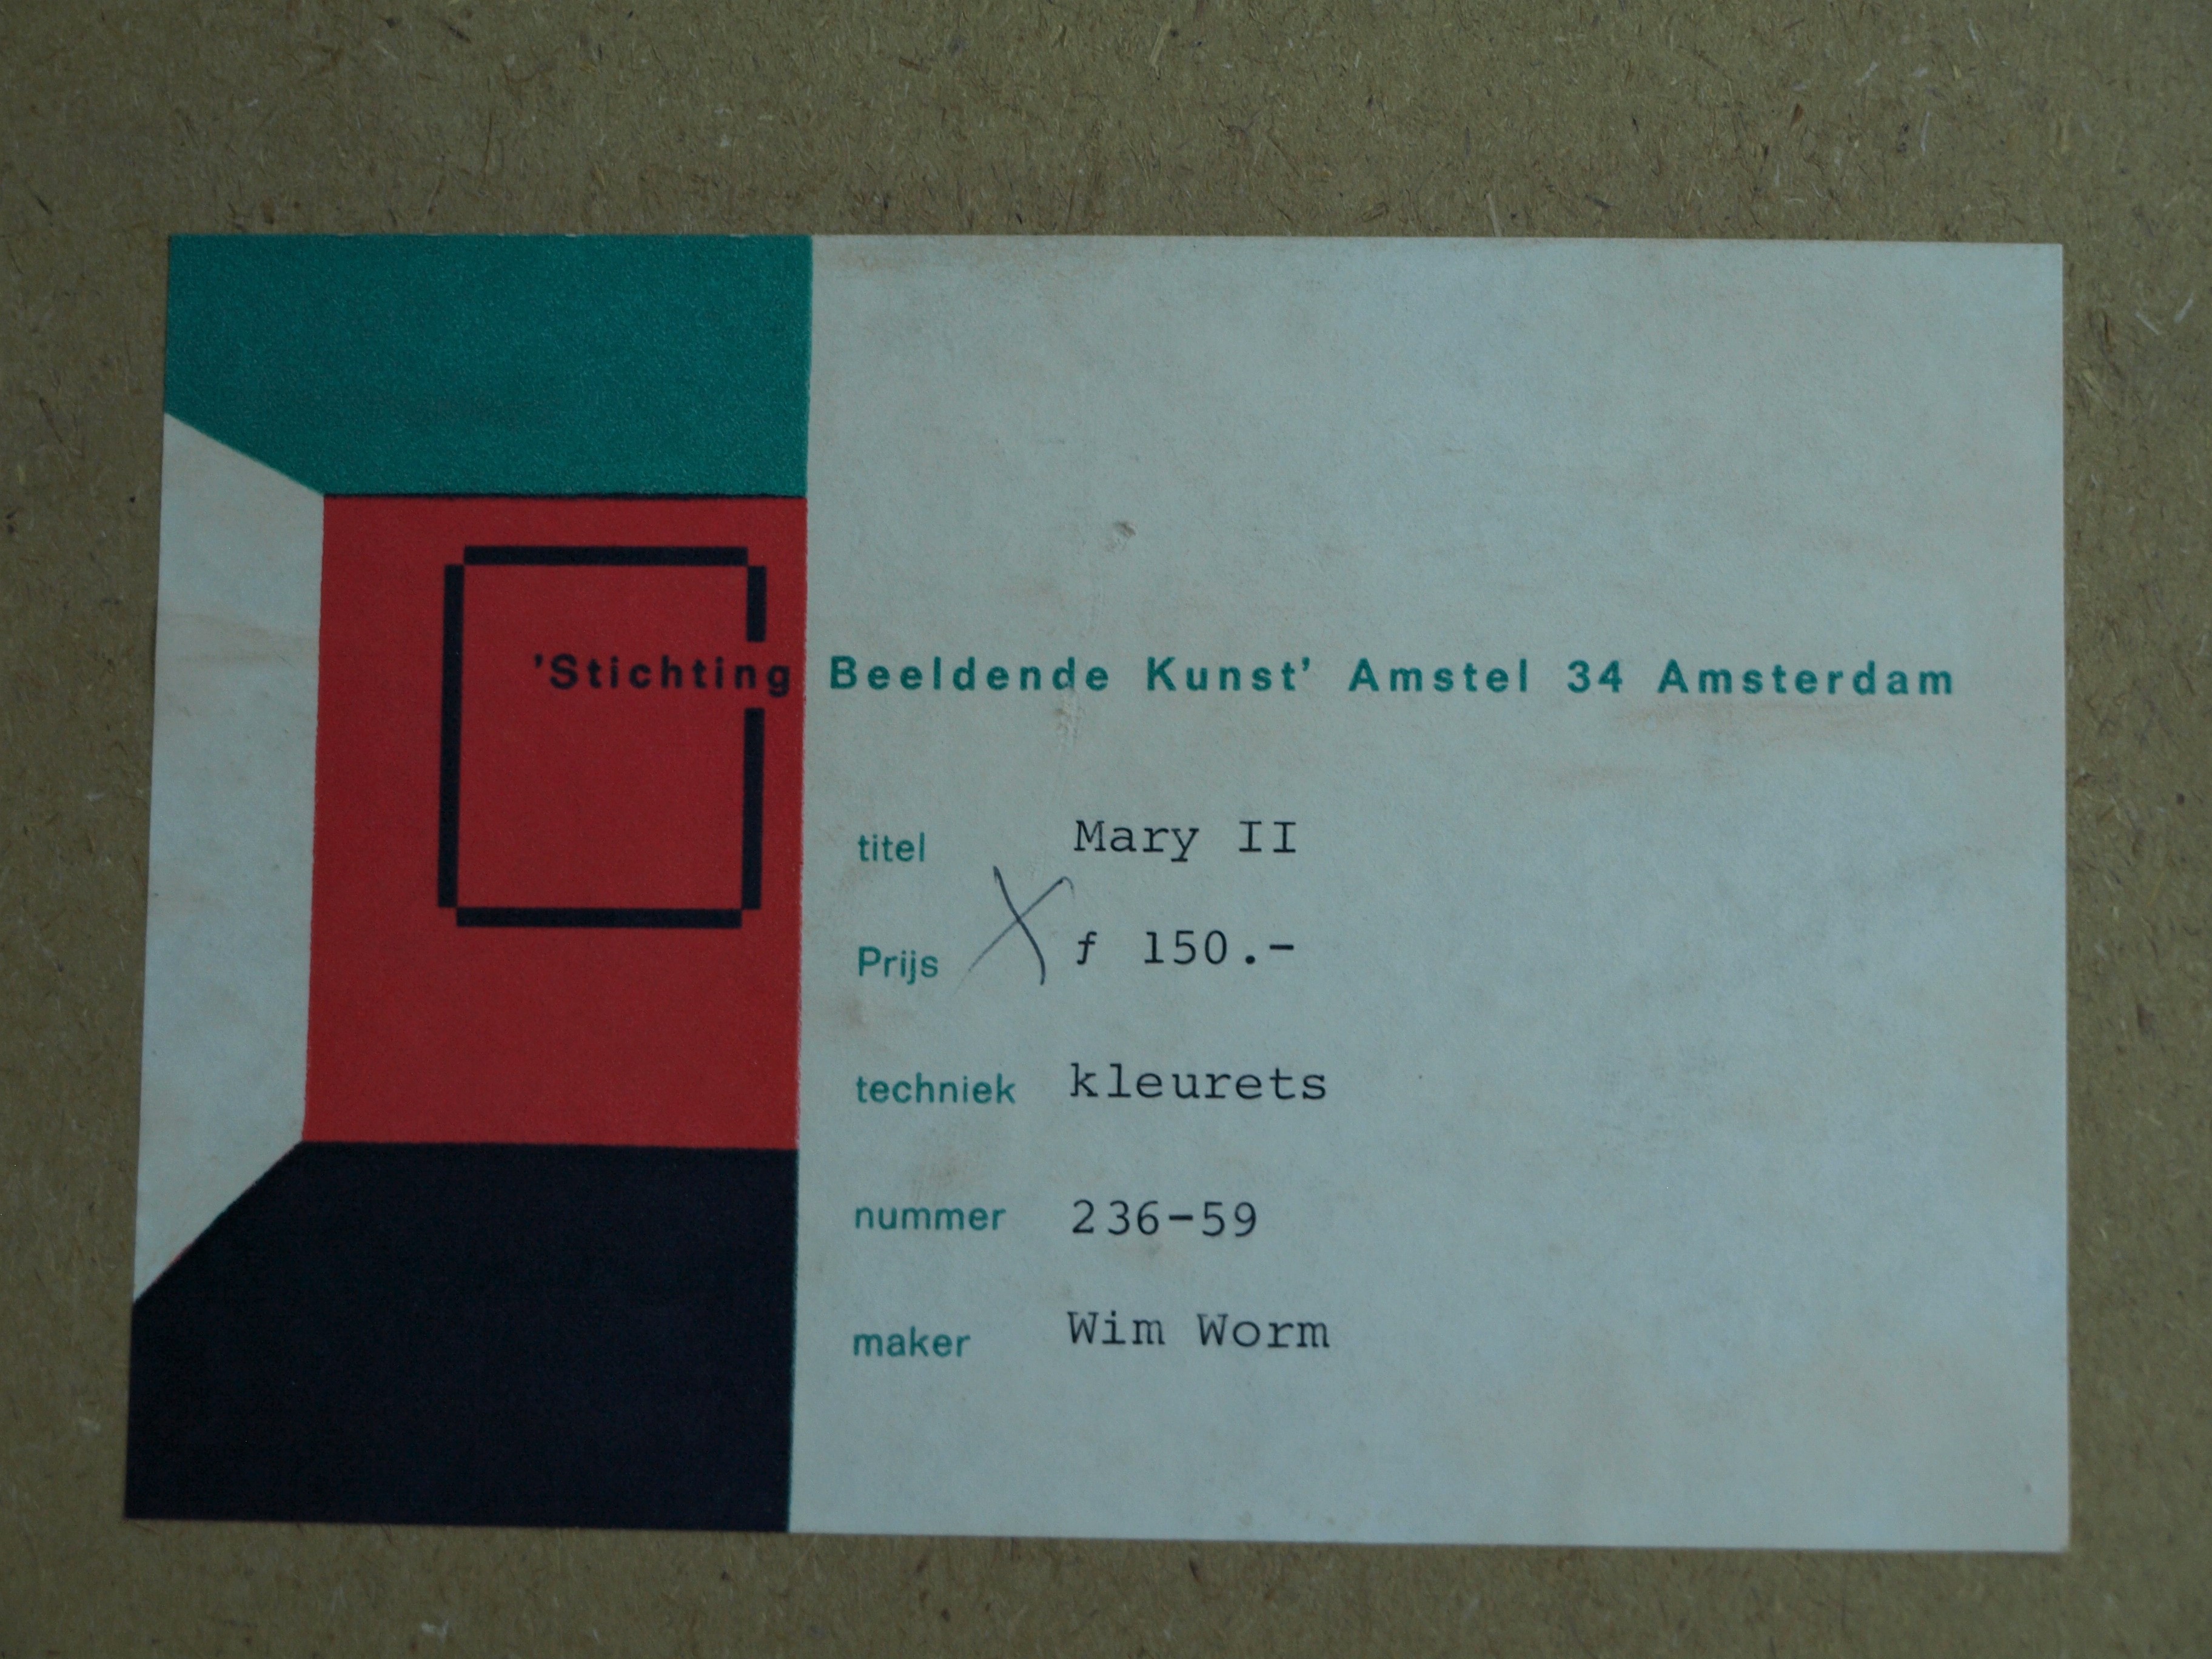 'Stichting Beeldende Kunst' Amstel 34 Amsterdam
titel Mary II
Prijs X f 150.-
techniek kleurets
nummer 236-59
maker Wim Worm